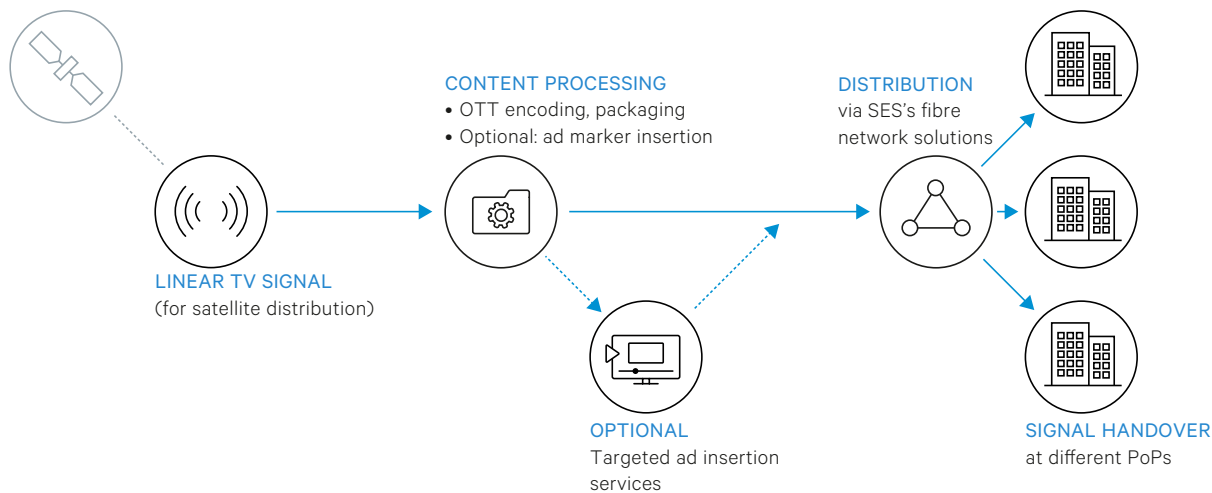 CONTENT PROCESSING
• OTT encoding, packaging
• Optional: ad marker insertion
DISTRIBUTION
via SES's fibre
network solutions
LINEAR TV SIGNAL
(for satellite distribution)
OPTIONAL
Targeted ad insertion
services
SIGNAL HANDOVER
at different PoPs